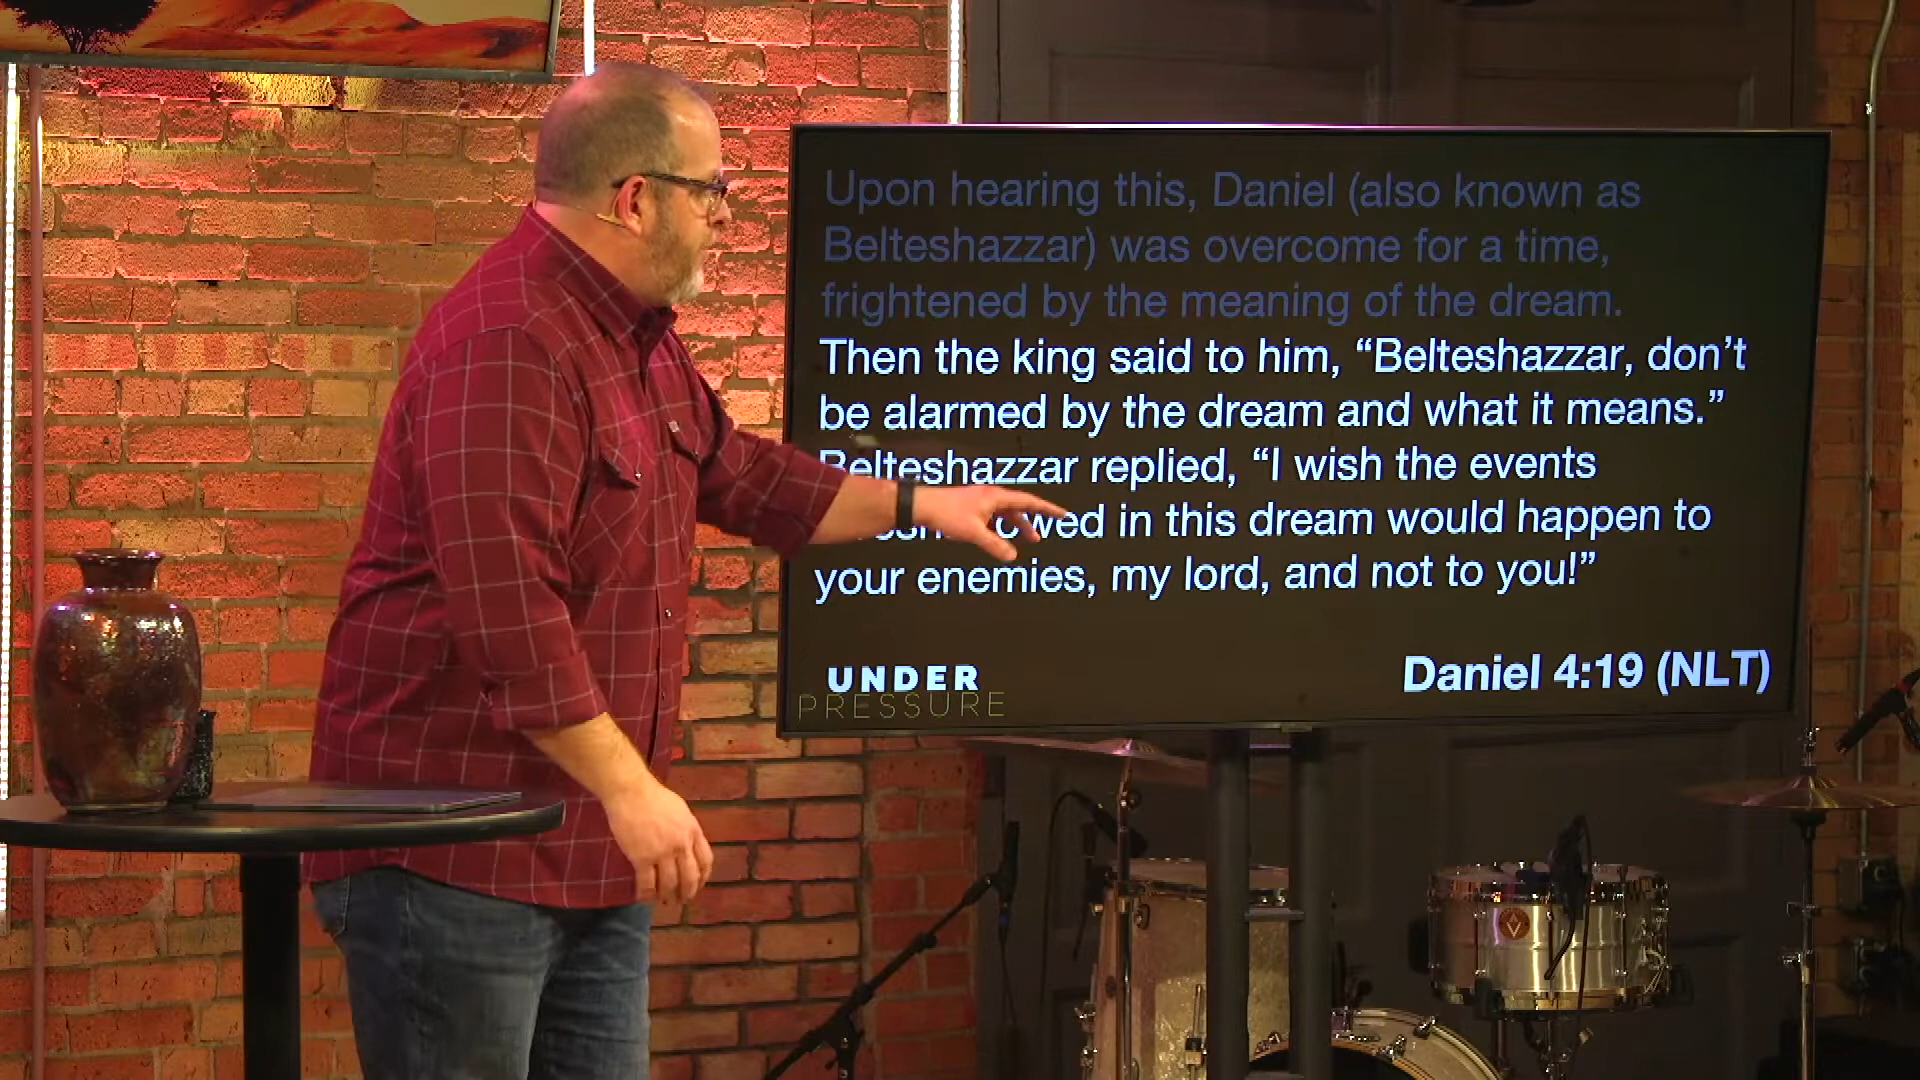 Upon hearing this, Daniel (also known as
Belteshazzar) was overcome for a time,
frightened by the meaning of the dream.
Then the king said to him, “Belteshazzar, don’t
be alarmed by the dream and what it means.”
Belteshazzar replied, “I wish the events
in this dream would happen to
your enemies, my lord, and not to you!”
UNDER
PRESSURE
Daniel 4:19 (NLT)